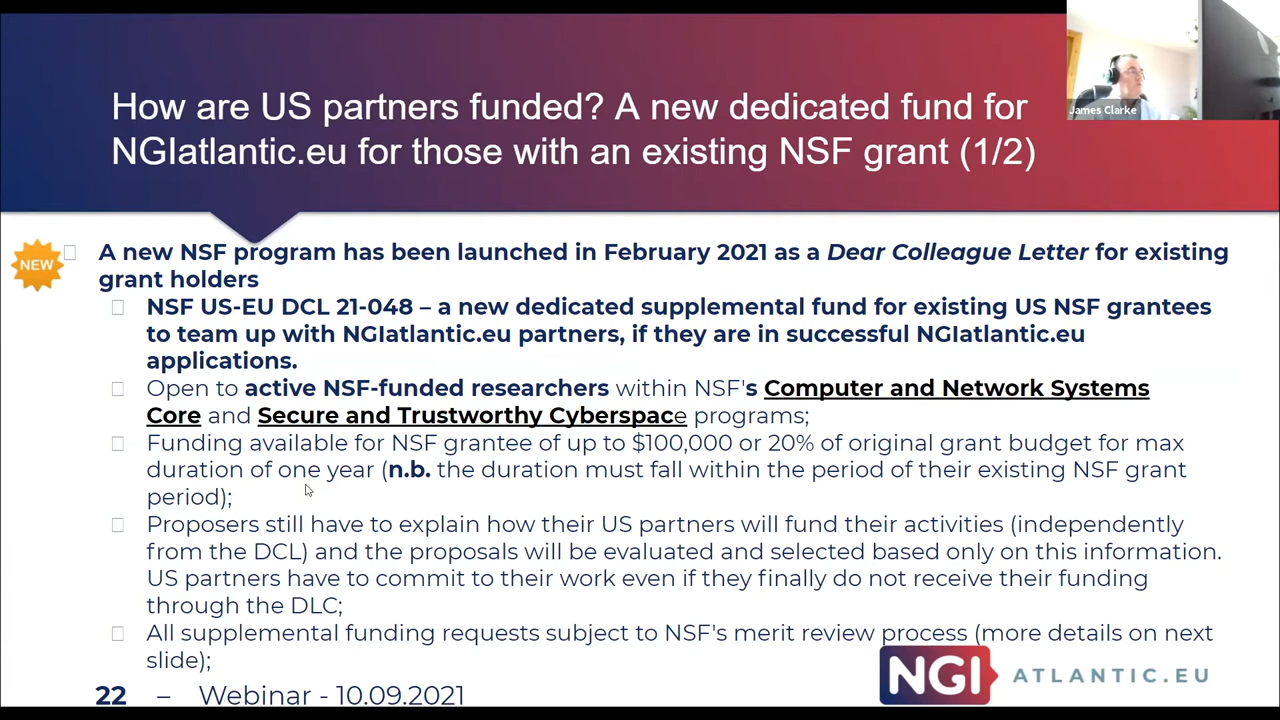 How are US partners funded? A new dedicated fund for
NGIatlantic.eu for those with an existing NSF grant (1/2)
James Clarke
NEW
A new NSF program has been launched in February 2021 as a Dear Colleague Letter for existing
grant holders
NSF US-EU DCL 21-048 – a new dedicated supplemental fund for existing US NSF grantees
to team up with NGIatlantic.eu partners, if they are in successful NGIatlantic.eu
applications.
Open to active NSF-funded researchers within NSF's Computer and Network Systems
Core and Secure and Trustworthy Cyberspace programs;
Funding available for NSF grantee of up to $100,000 or 20% of original grant budget for max
duration of one year (n.b. the duration must fall within the period of their existing NSF grant
period);
Proposers still have to explain how their US partners will fund their activities (independently
from the DCL) and the proposals will be evaluated and selected based only on this information.
US partners have to commit to their work even if they finally do not receive their funding
through the DLC;
All supplemental funding requests subject to NSF's merit review process (more details on next
slide);
22 – Webinar - 10.09.2021
NGI ATLANTIC.EU